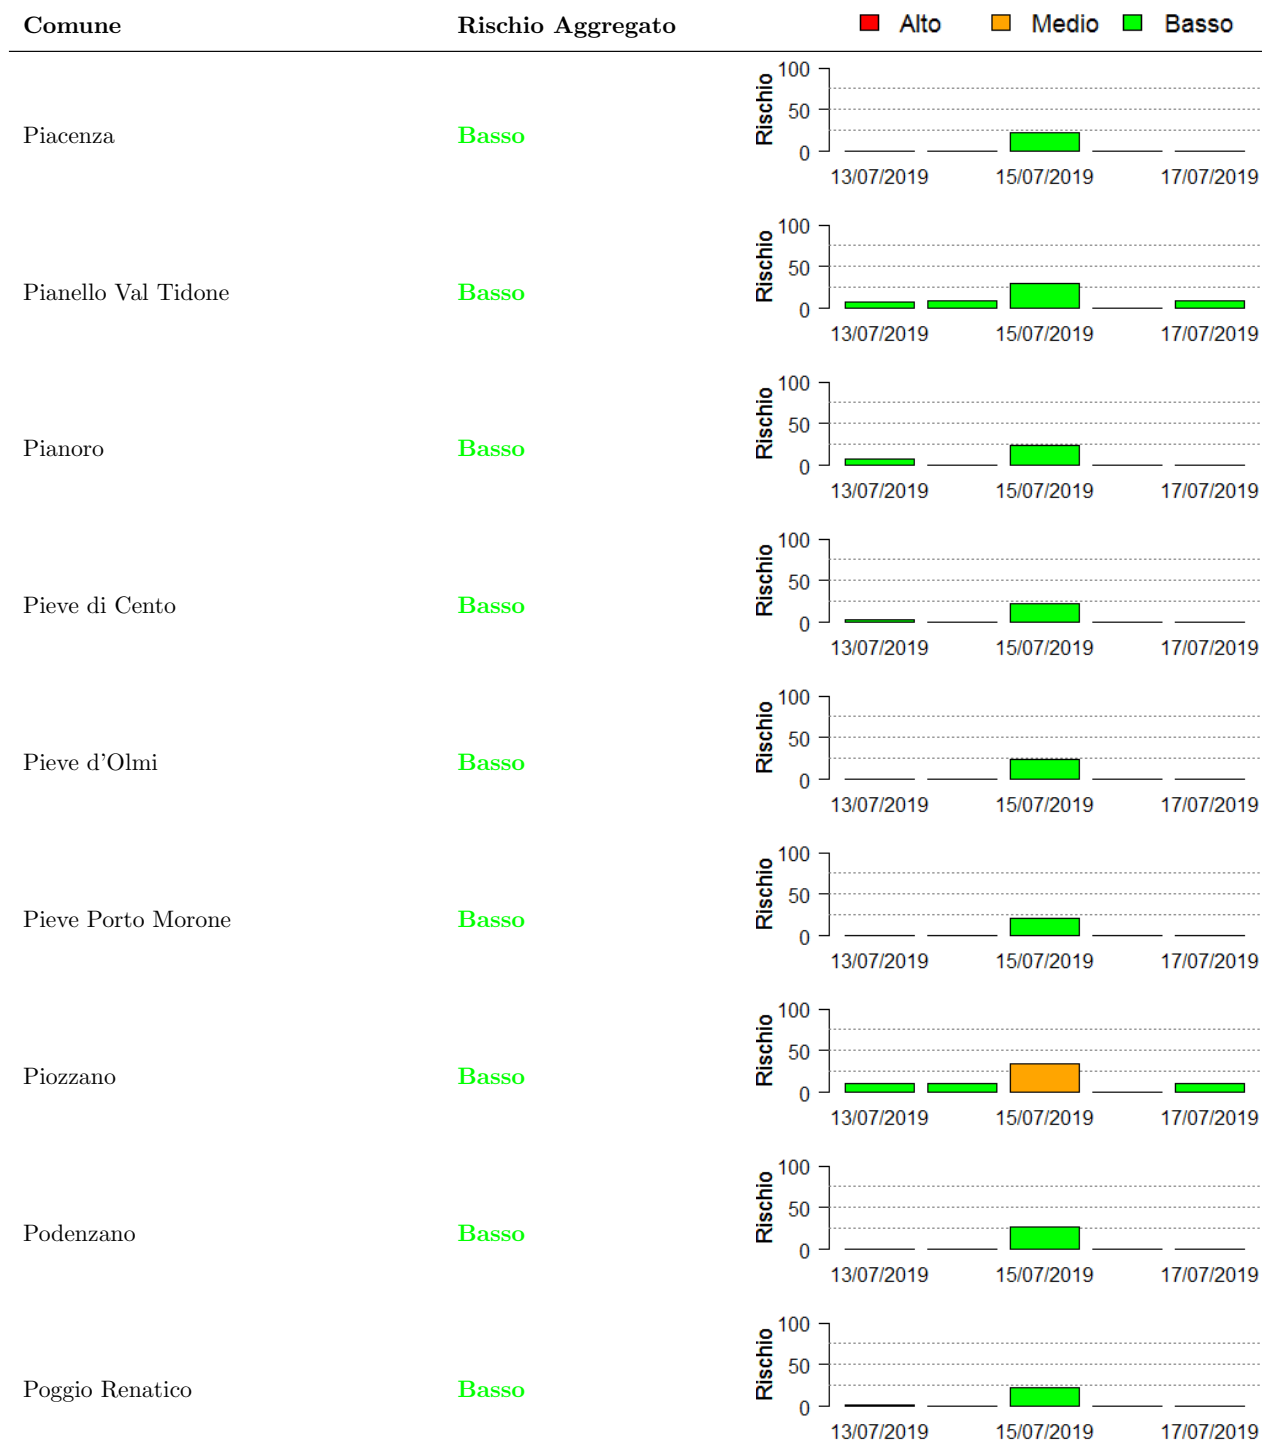 Comune Rischio Aggregato Alto Medio Basso
Piacenza Basso Rischio 100 50 0
13/07/2019 15/07/2019 17/07/2019
Pianello Val Tidone Basso Rischio 100 50 0
13/07/2019 15/07/2019 17/07/2019
Pianoro Basso Rischio 100 50 0
13/07/2019 15/07/2019 17/07/2019
Pieve di Cento Basso Rischio 100 50 0
13/07/2019 15/07/2019 17/07/2019
Pieve d'Olmi Basso Rischio 100 50 0
13/07/2019 15/07/2019 17/07/2019
Pieve Porto Morone Basso Rischio 100 50 0
13/07/2019 15/07/2019 17/07/2019
Piozzano Basso Rischio 100 50 0
13/07/2019 15/07/2019 17/07/2019
Podenzano Basso Rischio 100 50 0
13/07/2019 15/07/2019 17/07/2019
Poggio Renatico Basso Rischio 100 50 0
13/07/2019 15/07/2019 17/07/2019